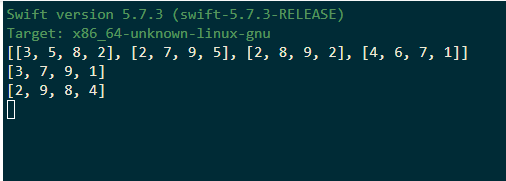 Swift version 5.7.3 (swift-5.7.3-RELEASE)
Target: x86_64-unknown-linux-gnu
[[3, 5, 8, 2], [2, 7, 9, 5], [2, 8, 9, 2], [4, 6, 7, 1]]
[3, 7, 9, 1]
[2, 9, 8, 4]